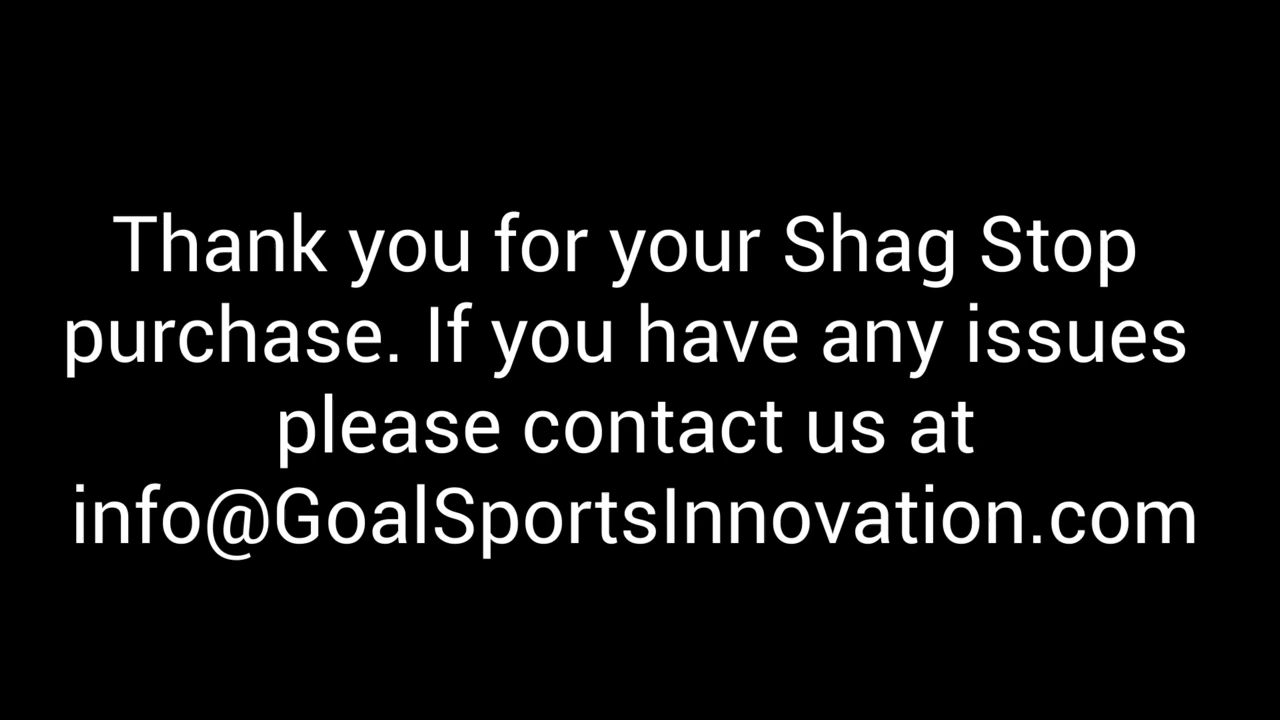 Thank you for your Shag Stop
purchase. If you have any issues
please contact us at
info@GoalSportsInnovation.com